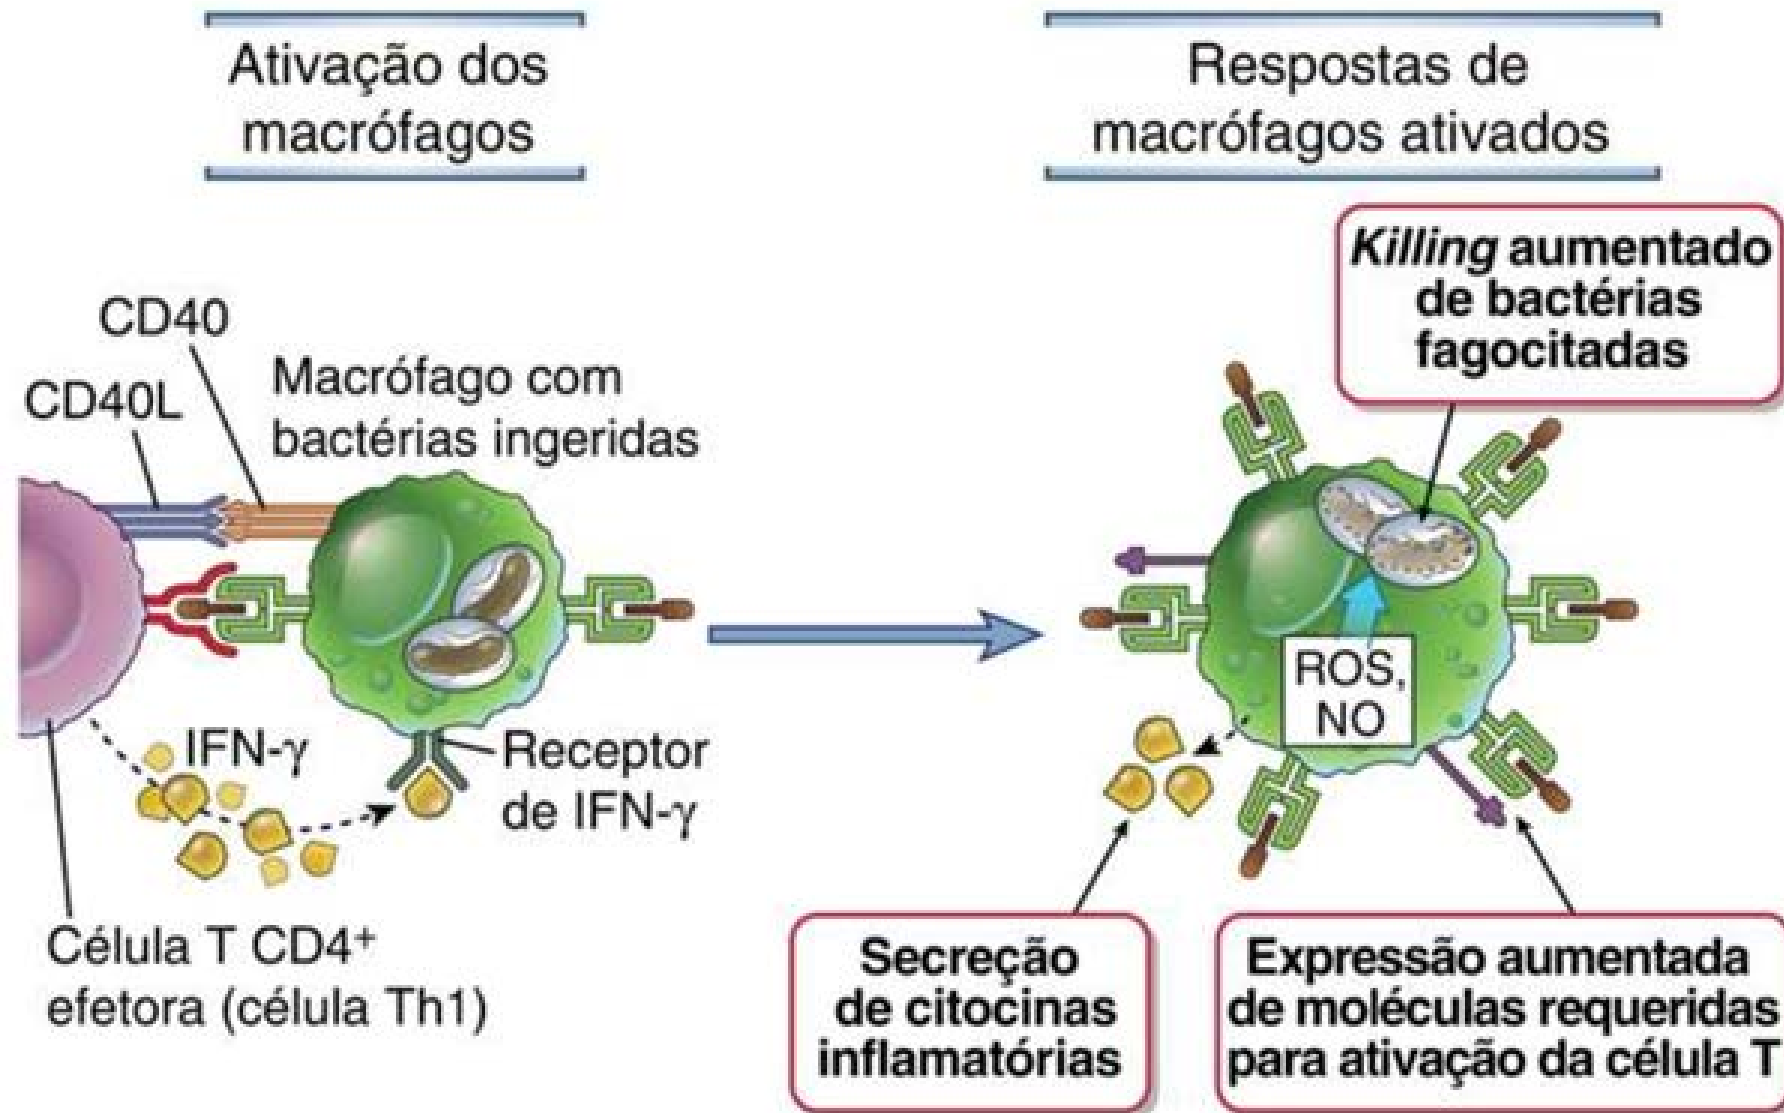 Ativação dos
macrófagos
Respostas de
macrófagos ativados
Killing aumentado
de bactérias
fagocitadas
CD40
CD40L
Macrófago com
bactérias ingeridas
ROS,
NO
IFN-γ
Receptor
de IFN-γ
Célula T CD4⁺
efetora (célula Th1)
Secreção
de citocinas
inflamatórias
Expressão aumentada
de moléculas requeridas
para ativação da célula T